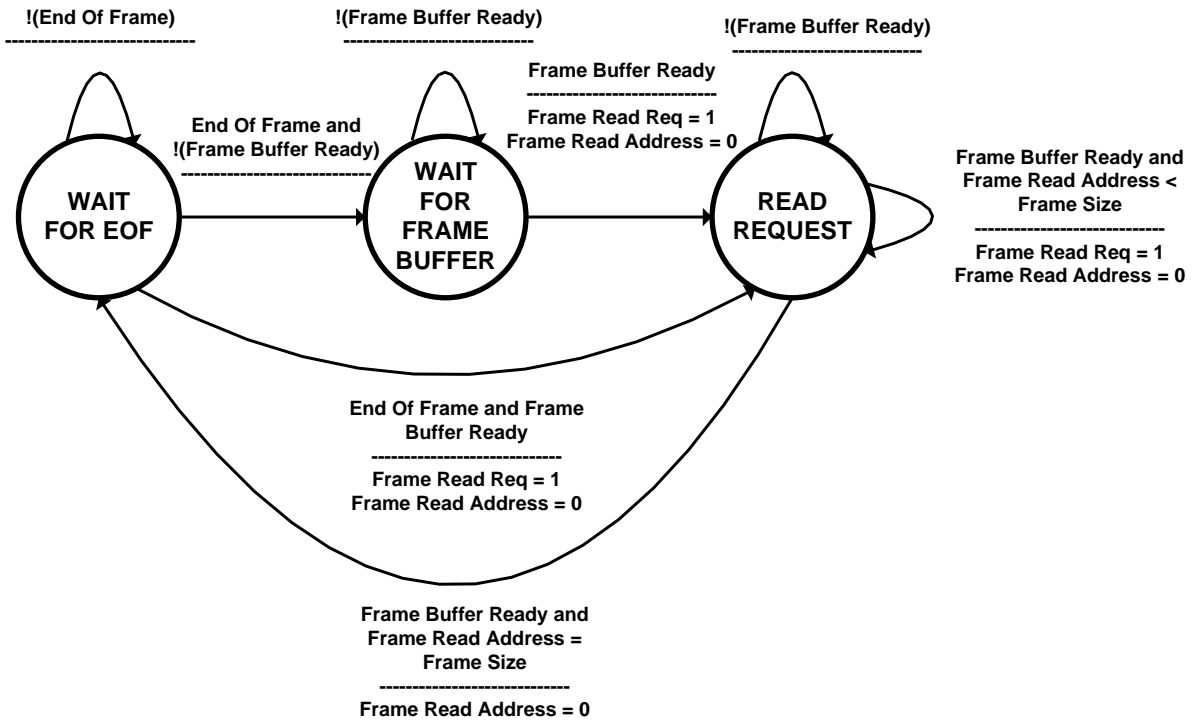 !(End Of Frame)
-----------------------------
!(Frame Buffer Ready)
-----------------------------
!(Frame Buffer Ready)
-----------------------------
End Of Frame and
!(Frame Buffer Ready)
-----------------------------
Frame Buffer Ready
-----------------------------
Frame Read Req = 1
Frame Read Address = 0
WAIT
FOR EOF
WAIT
FOR
FRAME
BUFFER
READ
REQUEST
Frame Buffer Ready and
Frame Read Address <
Frame Size
-----------------------------
Frame Read Req = 1
Frame Read Address = 0
End Of Frame and Frame
Buffer Ready
-----------------------------
Frame Read Req = 1
Frame Read Address = 0
Frame Buffer Ready and
Frame Read Address =
Frame Size
-----------------------------
Frame Read Address = 0